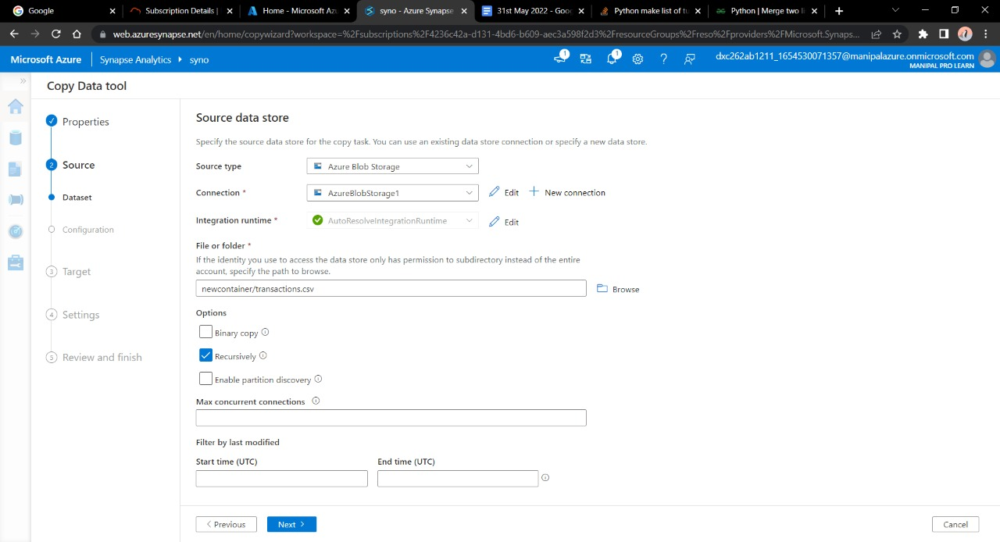 Google
Subscription Details |
Home - Microsoft Az
syno - Azure Synapse
31st May 2022 - Goo
Python make list of tu
Python | Merge two li
web.azuresynapse.net/en/home/copywizard?workspace=%2Fsubscriptions%2F4236c42a-d131-4bd6-b609-aec3a598f2d3%2FresourceGroups%2Freso%2Fproviders%2FMicrosoft.Synaps...
Microsoft Azure
Synapse Analytics
syno
1
1
dxc262ab1211_1654530071357@manipalazure.onmicrosoft.com
MANIPAL PRO LEARN
Copy Data tool
Properties
2 Source
Dataset
Configuration
3 Target
4 Settings
5 Review and finish
Source data store
Specify the source data store for the copy task. You can use an existing data store connection or specify a new data store.
Source type
Azure Blob Storage
Connection *
AzureBlobStorage1
Edit
New connection
Integration runtime *
AutoResolveIntegrationRuntime
Edit
File or folder *
If the identity you use to access the data store only has permission to subdirectory instead of the entire
account, specify the path to browse.
newcontainer/transactions.csv
Browse
Options
Binary copy
Recursively
Enable partition discovery
Max concurrent connections
Filter by last modified
Start time (UTC)
End time (UTC)
< Previous
Next >
Cancel